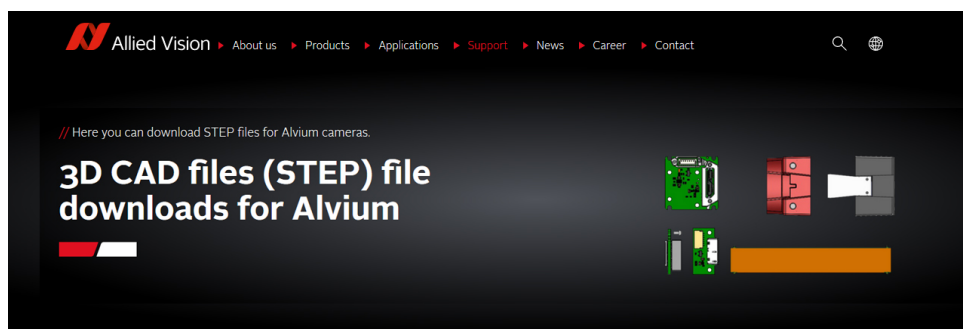 Allied Vision
About us
Products
Applications
Support
News
Career
Contact
// Here you can download STEP files for Alvium cameras.
3D CAD files (STEP) file
downloads for Alvium